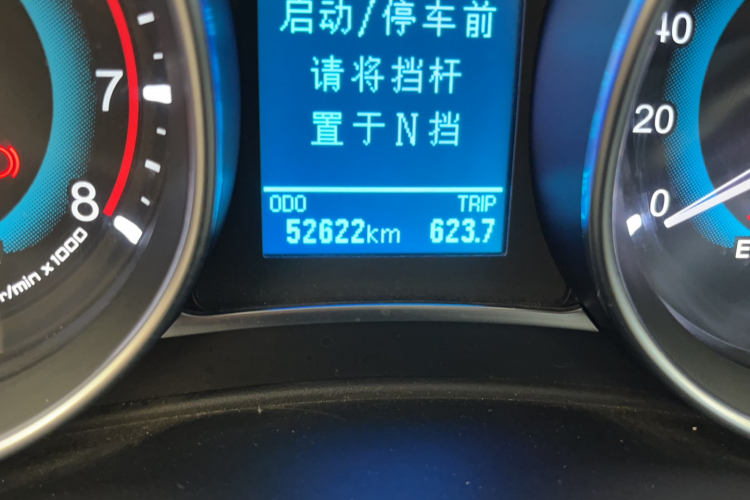 启动/停车前
请将挡杆
置于N挡
ODO TRIP
52622km 623.7
7
8
r/min x1000
40
20
0
E